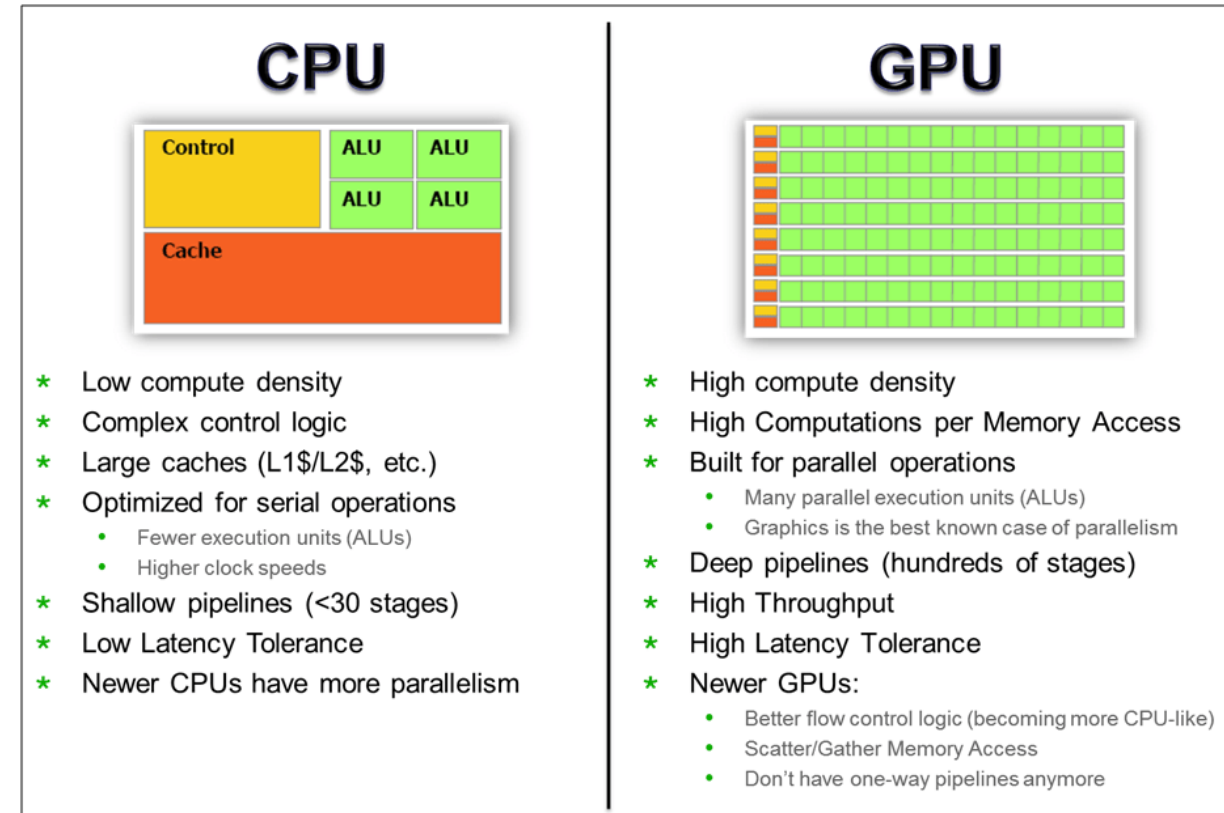 CPU
Control
ALU
ALU
ALU
ALU
Cache
* Low compute density
* Complex control logic
* Large caches (L1$/L2$, etc.)
* Optimized for serial operations
• Fewer execution units (ALUs)
• Higher clock speeds
* Shallow pipelines (<30 stages)
* Low Latency Tolerance
* Newer CPUs have more parallelism
GPU
* High compute density
* High Computations per Memory Access
* Built for parallel operations
• Many parallel execution units (ALUs)
• Graphics is the best known case of parallelism
* Deep pipelines (hundreds of stages)
* High Throughput
* High Latency Tolerance
* Newer GPUs:
• Better flow control logic (becoming more CPU-like)
• Scatter/Gather Memory Access
• Don't have one-way pipelines anymore